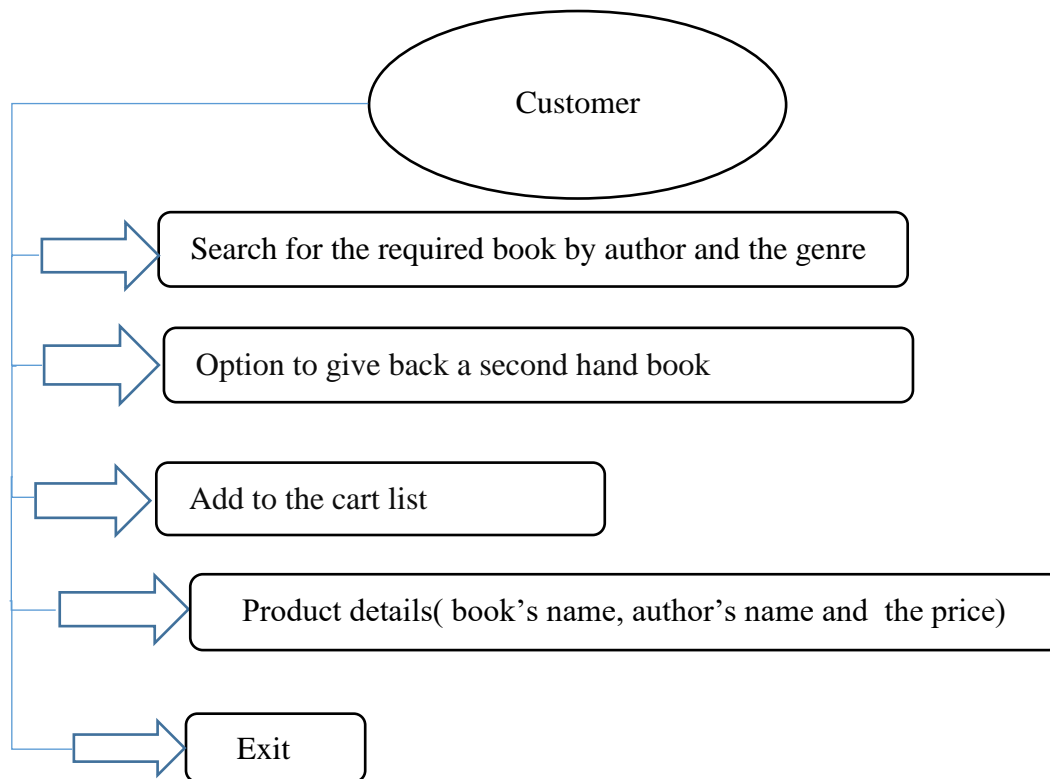 Customer
Search for the required book by author and the genre
Option to give back a second hand book
Add to the cart list
Product details( book’s name, author’s name and  the price)
Exit